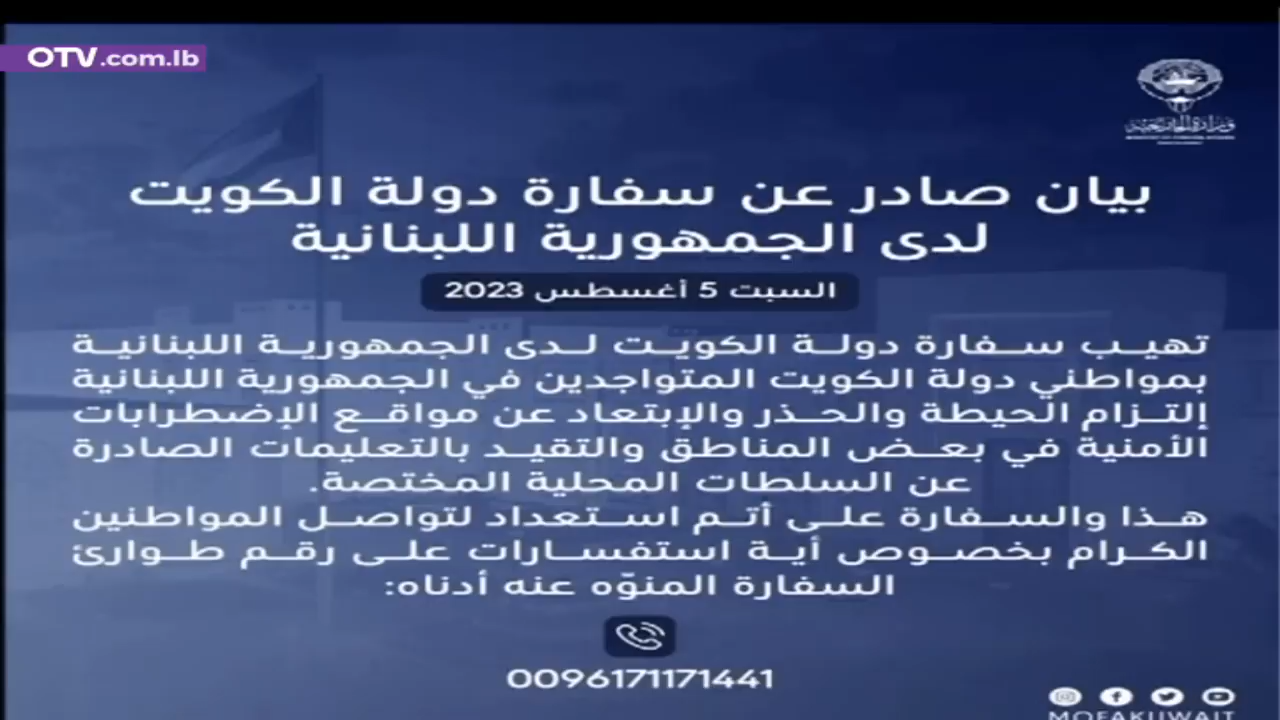 OTV.com.lb
وزارة الخارجية
بيان صادر عن سفارة دولة الكويت
لدى الجمهورية اللبنانية
السبت 5 أغسطس 2023
تهيب سفارة دولة الكويت لدى الجمهورية اللبنانية
بمواطني دولة الكويت المتواجدين في الجمهورية اللبنانية
إلتزام الحيطة والحذر والإبتعاد عن مواقع الإضطرابات
الأمنية في بعض المناطق والتقيد بالتعليمات الصادرة
عن السلطات المحلية المختصة.
هذا والسفارة على أتم استعداد لتواصل المواطنين
الكرام بخصوص أية استفسارات على رقم طوارئ
السفارة المنوّه عنه أدناه:
0096171171441
MOFAKUWAIT